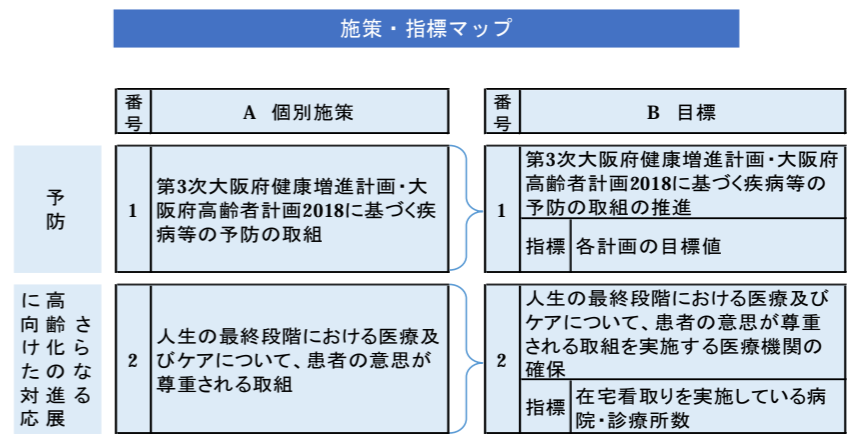 施策・指標マップ
番号
A 個別施策
番号
B 目標
予防
1
第3次大阪府健康増進計画・大
阪府高齢者計画2018に基づく疾
病等の予防の取組
1
第3次大阪府健康増進計画・大阪府
高齢者計画2018に基づく疾病等の
予防の取組の推進
指標
各計画の目標値
さらなる
高齢化の進展
に向けた対応
2
人生の最終段階における医療及
びケアについて、患者の意思が
尊重される取組
2
人生の最終段階における医療及び
ケアについて、患者の意思が尊重
される取組を実施する医療機関の
確保
指標
在宅看取りを実施している病
院・診療所数